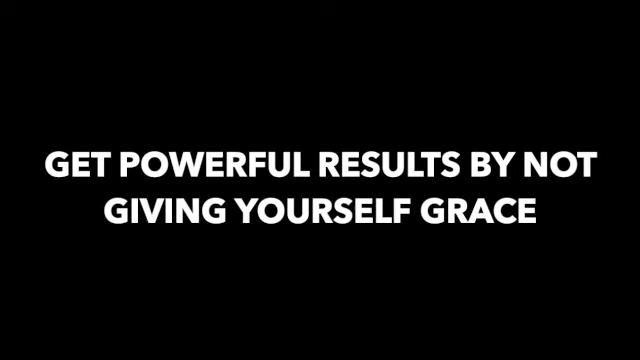 GET POWERFUL RESULTS BY NOT
GIVING YOURSELF GRACE